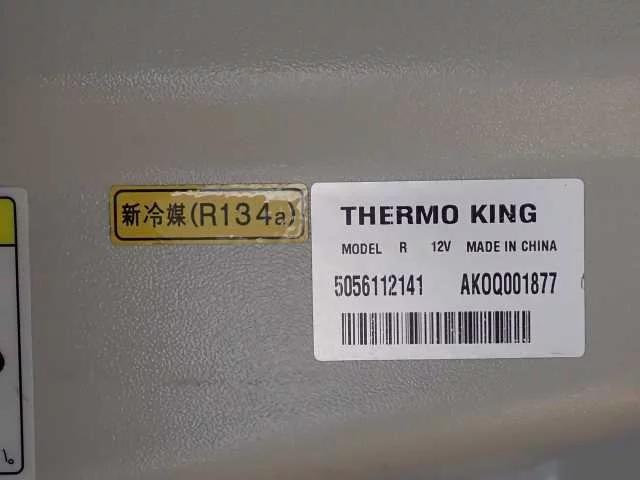 新冷媒(R134a)
THERMO KING
MODEL R 12V MADE IN CHINA
5056112141 AKOQ001877